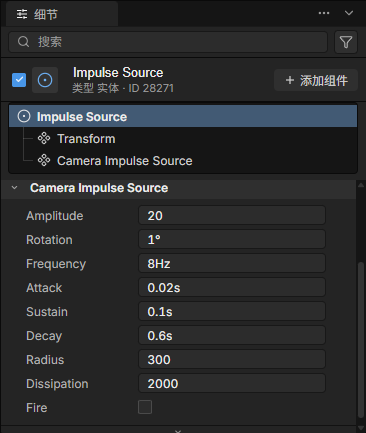 细节
搜索
Impulse Source
类型 实体 · ID 28271
+ 添加组件
Impulse Source
Transform
Camera Impulse Source
Camera Impulse Source
Amplitude 20
Rotation 1°
Frequency 8Hz
Attack 0.02s
Sustain 0.1s
Decay 0.6s
Radius 300
Dissipation 2000
Fire